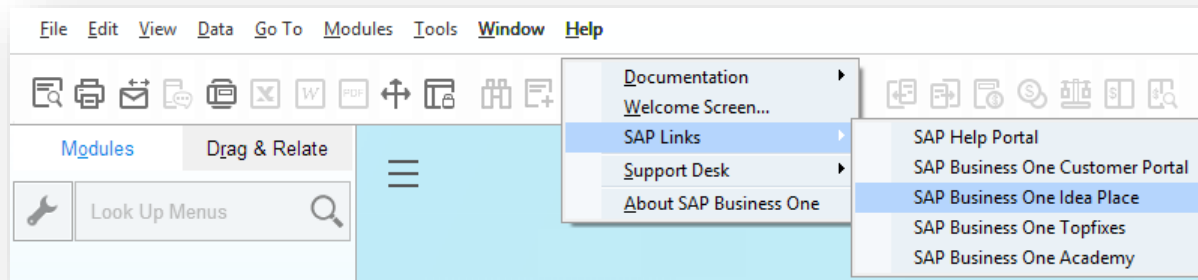 File Edit View Data Go To Modules Tools Window Help
Documentation
Welcome Screen...
SAP Links
Support Desk
About SAP Business One
SAP Help Portal
SAP Business One Customer Portal
SAP Business One Idea Place
SAP Business One Topfixes
SAP Business One Academy
Modules Drag & Relate
Look Up Menus
X W PDF